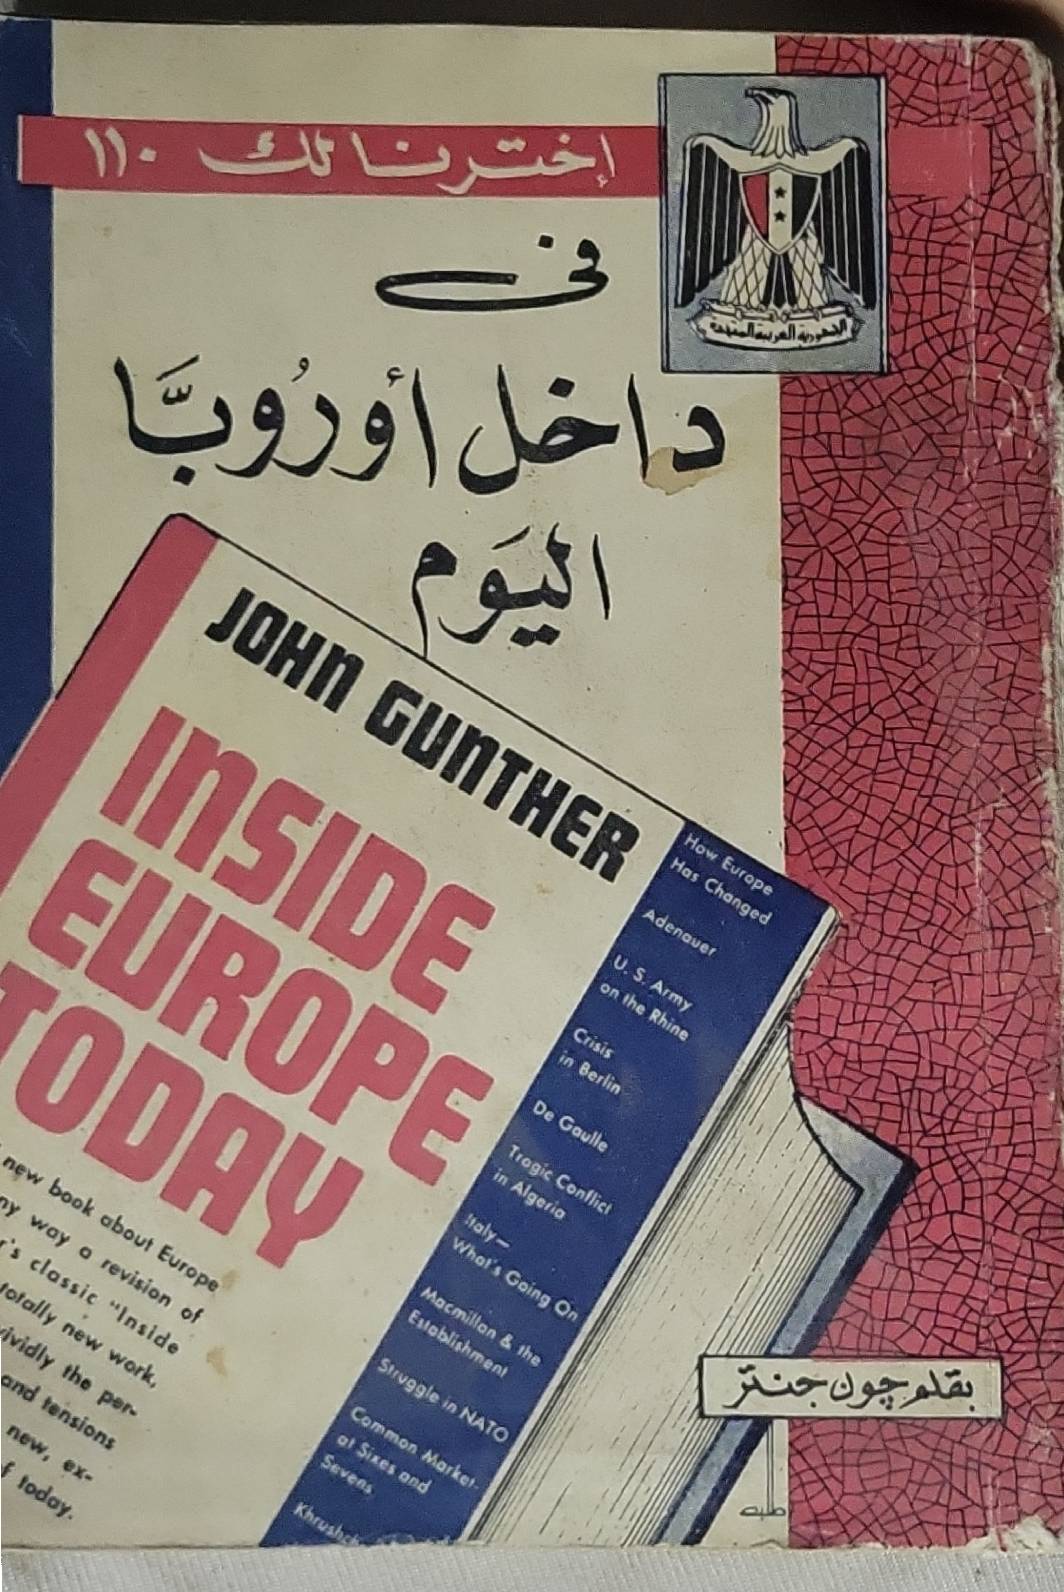 إخترنا لك ١١٠
الجمهورية العربية المتحدة
فى
داخل أوروبا
اليوم
JOHN GUNTHER
INSIDE
EUROPE
TODAY
How Europe
Has Changed
Adenauer
U. S. Army
on the Rhine
Crisis
in Berlin
De Gaulle
Tragic Conflict
in Algeria
Italy—
What's Going On
Macmillan & the
Establishment
Struggle in NATO
Common Market-
at Sixes and
Sevens
new book about Europe
ny way a revision of
r's classic "Inside
totally new work,
ividly the per-
and tensions
new, ex-
f today.
بقلم چون جنتر